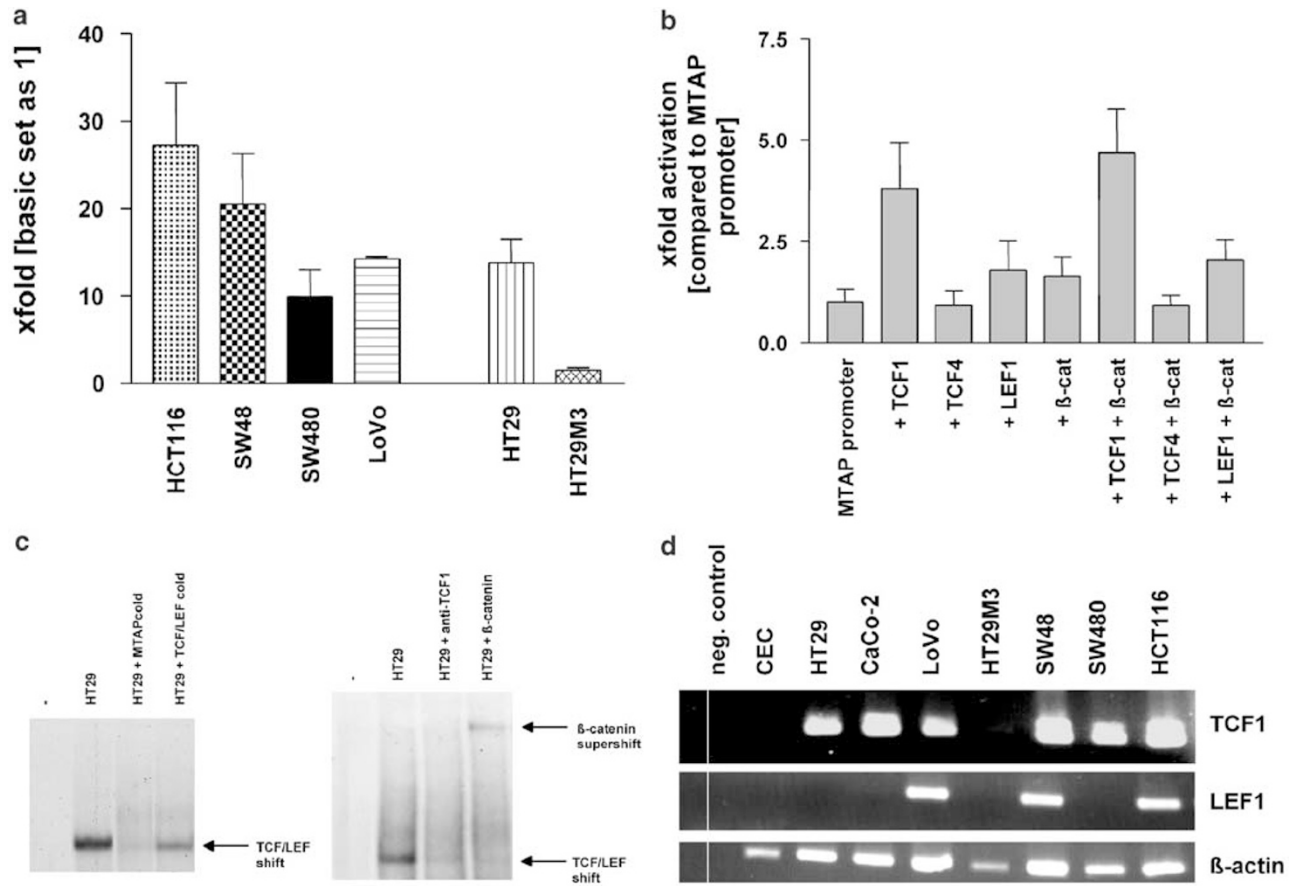 a
xfold [basic set as 1]
40
30
20
10
0
HCT116
SW48
SW480
LoVo
HT29
HT29M3
b
xfold activation
[compared to MTAP
promoter]
7.5
5.0
2.5
0.0
MTAP promoter
+ TCF1
+ TCF4
+ LEF1
+ ß-cat
+ TCF1 + ß-cat
+ TCF4 + ß-cat
+ LEF1 + ß-cat
c
-
HT29
HT29 + MTAPcold
HT29 + TCF/LEF cold
TCF/LEF
shift
-
HT29
HT29 + anti-TCF1
HT29 + ß-catenin
ß-catenin
supershift
TCF/LEF
shift
d
neg. control
CEC
HT29
CaCo-2
LoVo
HT29M3
SW48
SW480
HCT116
TCF1
LEF1
ß-actin